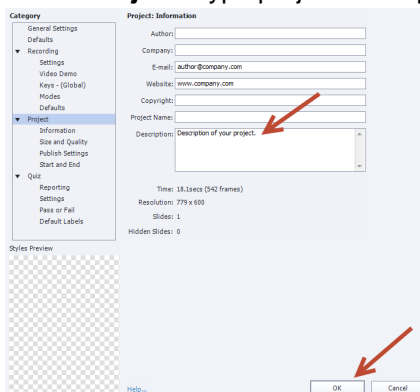 Category
General Settings
Defaults
Recording
Settings
Video Demo
Keys - (Global)
Modes
Defaults
Project
Information
Size and Quality
Publish Settings
Start and End
Quiz
Reporting
Settings
Pass or Fail
Default Labels
Styles Preview
Project: Information
Author:
Company:
E-mail: author@company.com
Website: www.company.com
Copyright:
Project Name:
Description: Description of your project.
Time: 18.1secs (542 frames)
Resolution: 779 x 600
Slides: 1
Hidden Slides: 0
Help... OK Cancel